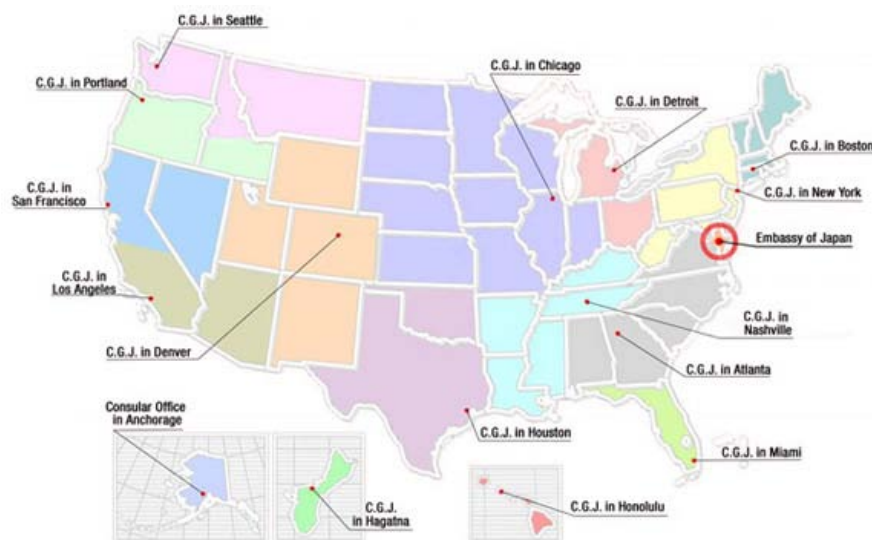 C.G.J. in Seattle
C.G.J. in Portland
C.G.J. in Chicago
C.G.J. in Detroit
C.G.J. in Boston
C.G.J. in
San Francisco
C.G.J. in New York
Embassy of Japan
C.G.J. in
Los Angeles
C.G.J. in
Nashville
C.G.J. in Denver
C.G.J. in Atlanta
Consular Office
in Anchorage
C.G.J. in Houston
C.G.J. in Miami
C.G.J.
in Hagatna
C.G.J. in Honolulu